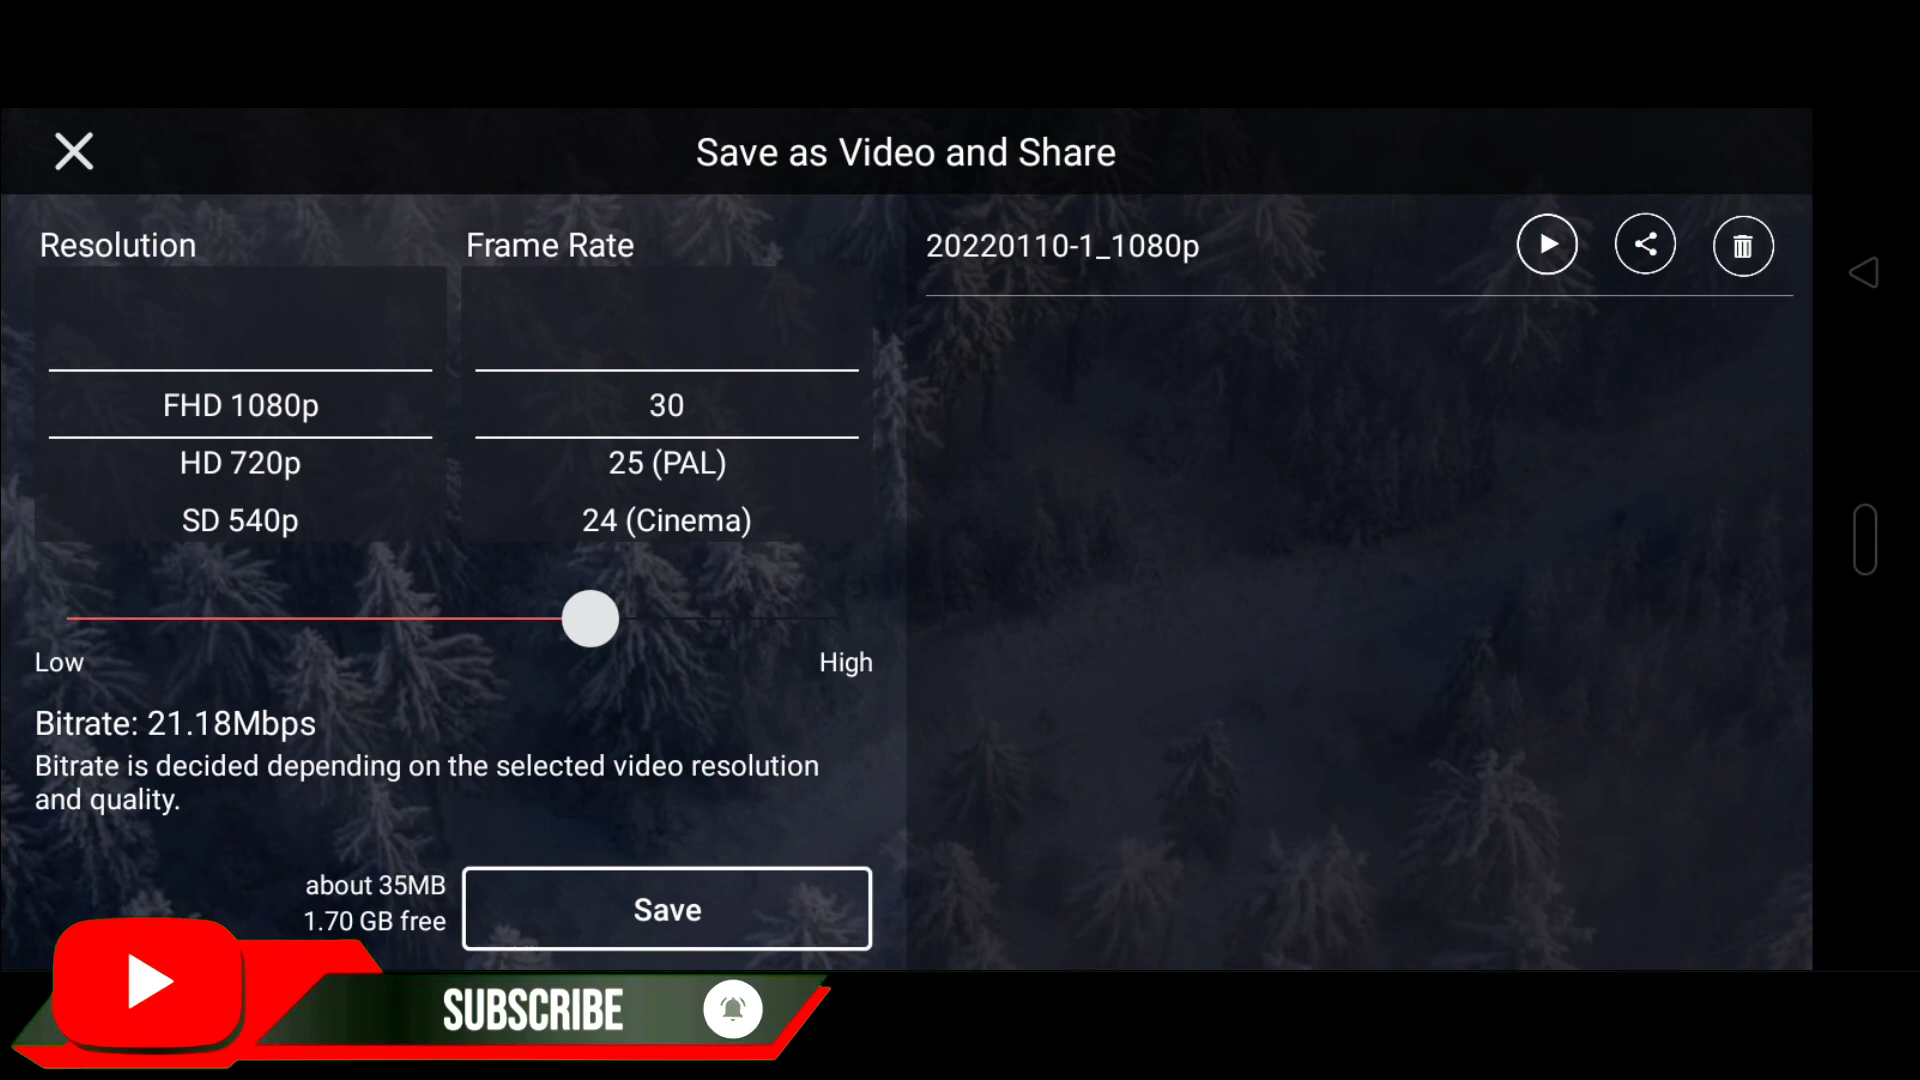 Save as Video and Share
Resolution
Frame Rate
20220110-1_1080p
FHD 1080p
30
HD 720p
25 (PAL)
SD 540p
24 (Cinema)
Low
High
Bitrate: 21.18Mbps
Bitrate is decided depending on the selected video resolution
and quality.
about 35MB
1.70 GB free
Save
SUBSCRIBE